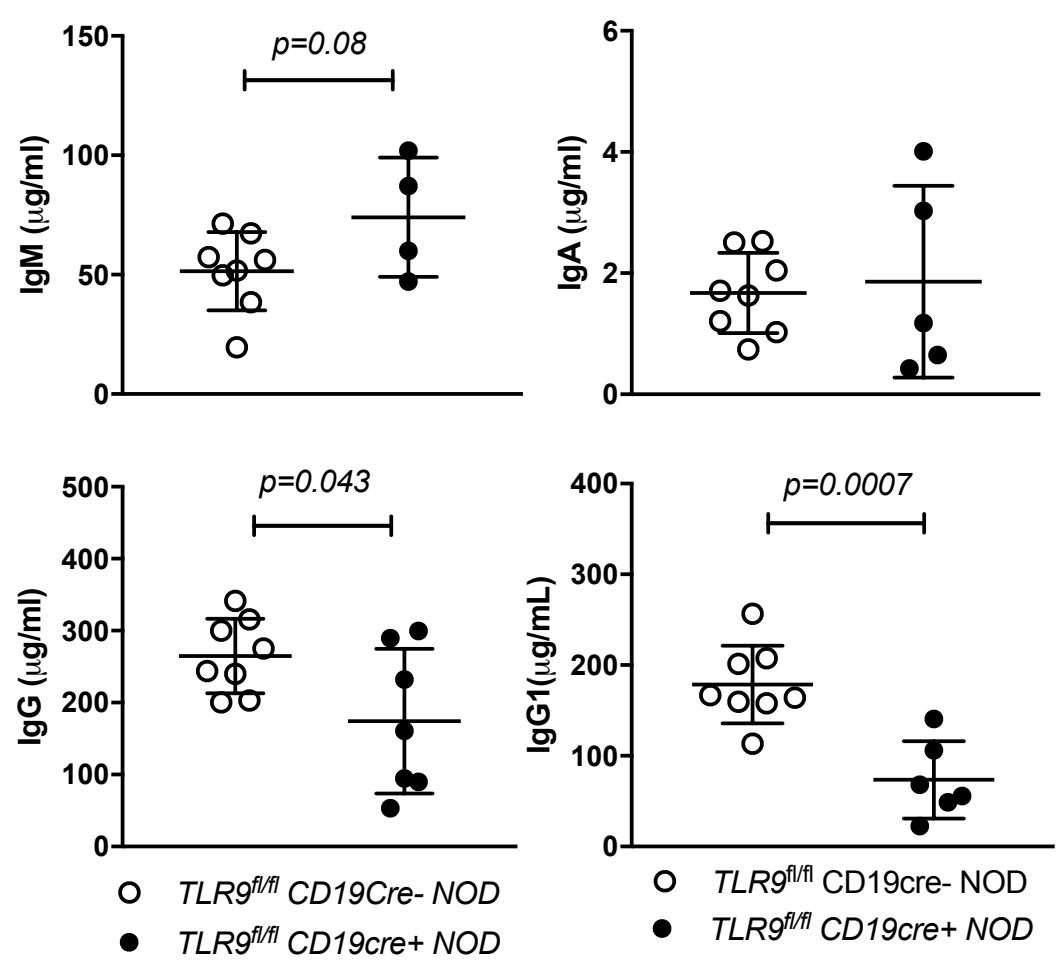 p=0.08
IgM (µg/ml)
150
100
50
0
IgA (µg/ml)
6
4
2
0
p=0.043
IgG (µg/ml)
500
400
300
200
100
0
p=0.0007
IgG1(µg/mL)
400
300
200
100
0
TLR9fl/fl CD19Cre- NOD
TLR9fl/fl CD19cre+ NOD
TLR9fl/fl CD19cre- NOD
TLR9fl/fl CD19cre+ NOD